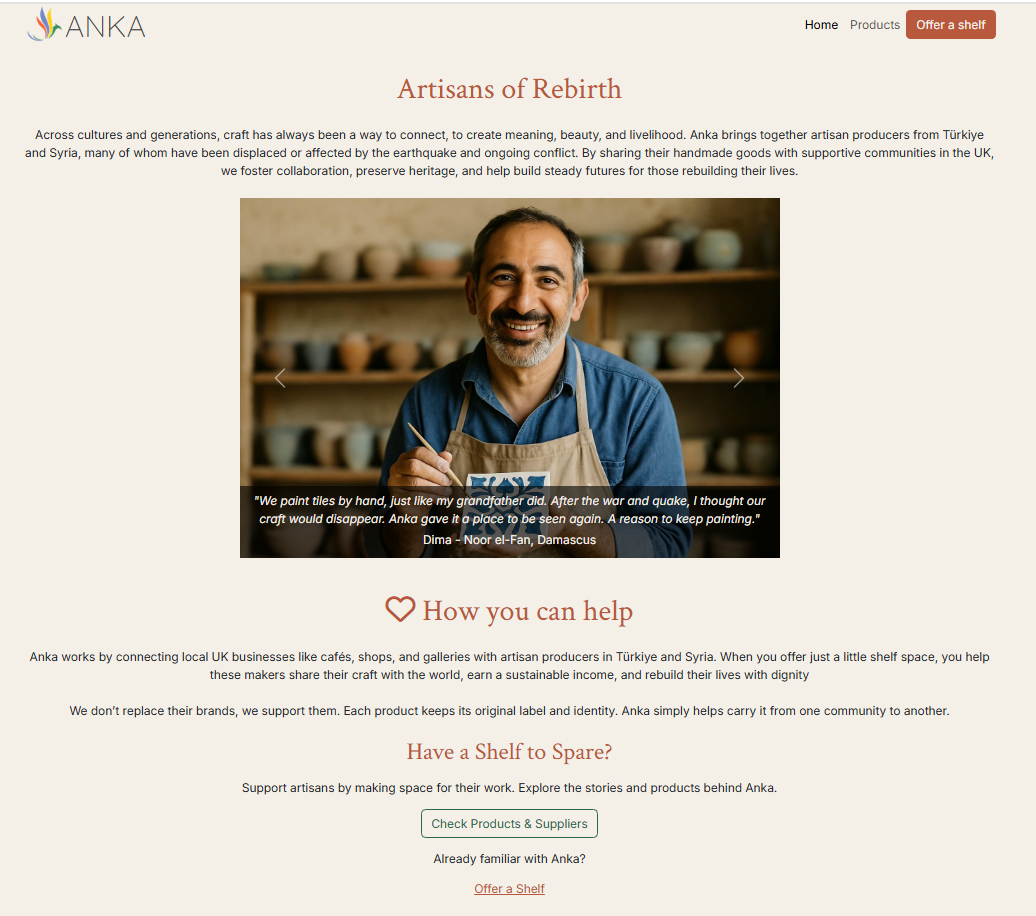 ANKA
Home Products Offer a shelf
Artisans of Rebirth
Across cultures and generations, craft has always been a way to connect, to create meaning, beauty, and livelihood. Anka brings together artisan producers from Türkiye
and Syria, many of whom have been displaced or affected by the earthquake and ongoing conflict. By sharing their handmade goods with supportive communities in the UK,
we foster collaboration, preserve heritage, and help build steady futures for those rebuilding their lives.
"We paint tiles by hand, just like my grandfather did. After the war and quake, I thought our
craft would disappear. Anka gave it a place to be seen again. A reason to keep painting."
Dima - Noor el-Fan, Damascus
How you can help
Anka works by connecting local UK businesses like cafés, shops, and galleries with artisan producers in Türkiye and Syria. When you offer just a little shelf space, you help
these makers share their craft with the world, earn a sustainable income, and rebuild their lives with dignity
We don’t replace their brands, we support them. Each product keeps its original label and identity. Anka simply helps carry it from one community to another.
Have a Shelf to Spare?
Support artisans by making space for their work. Explore the stories and products behind Anka.
Check Products & Suppliers
Already familiar with Anka?
Offer a Shelf